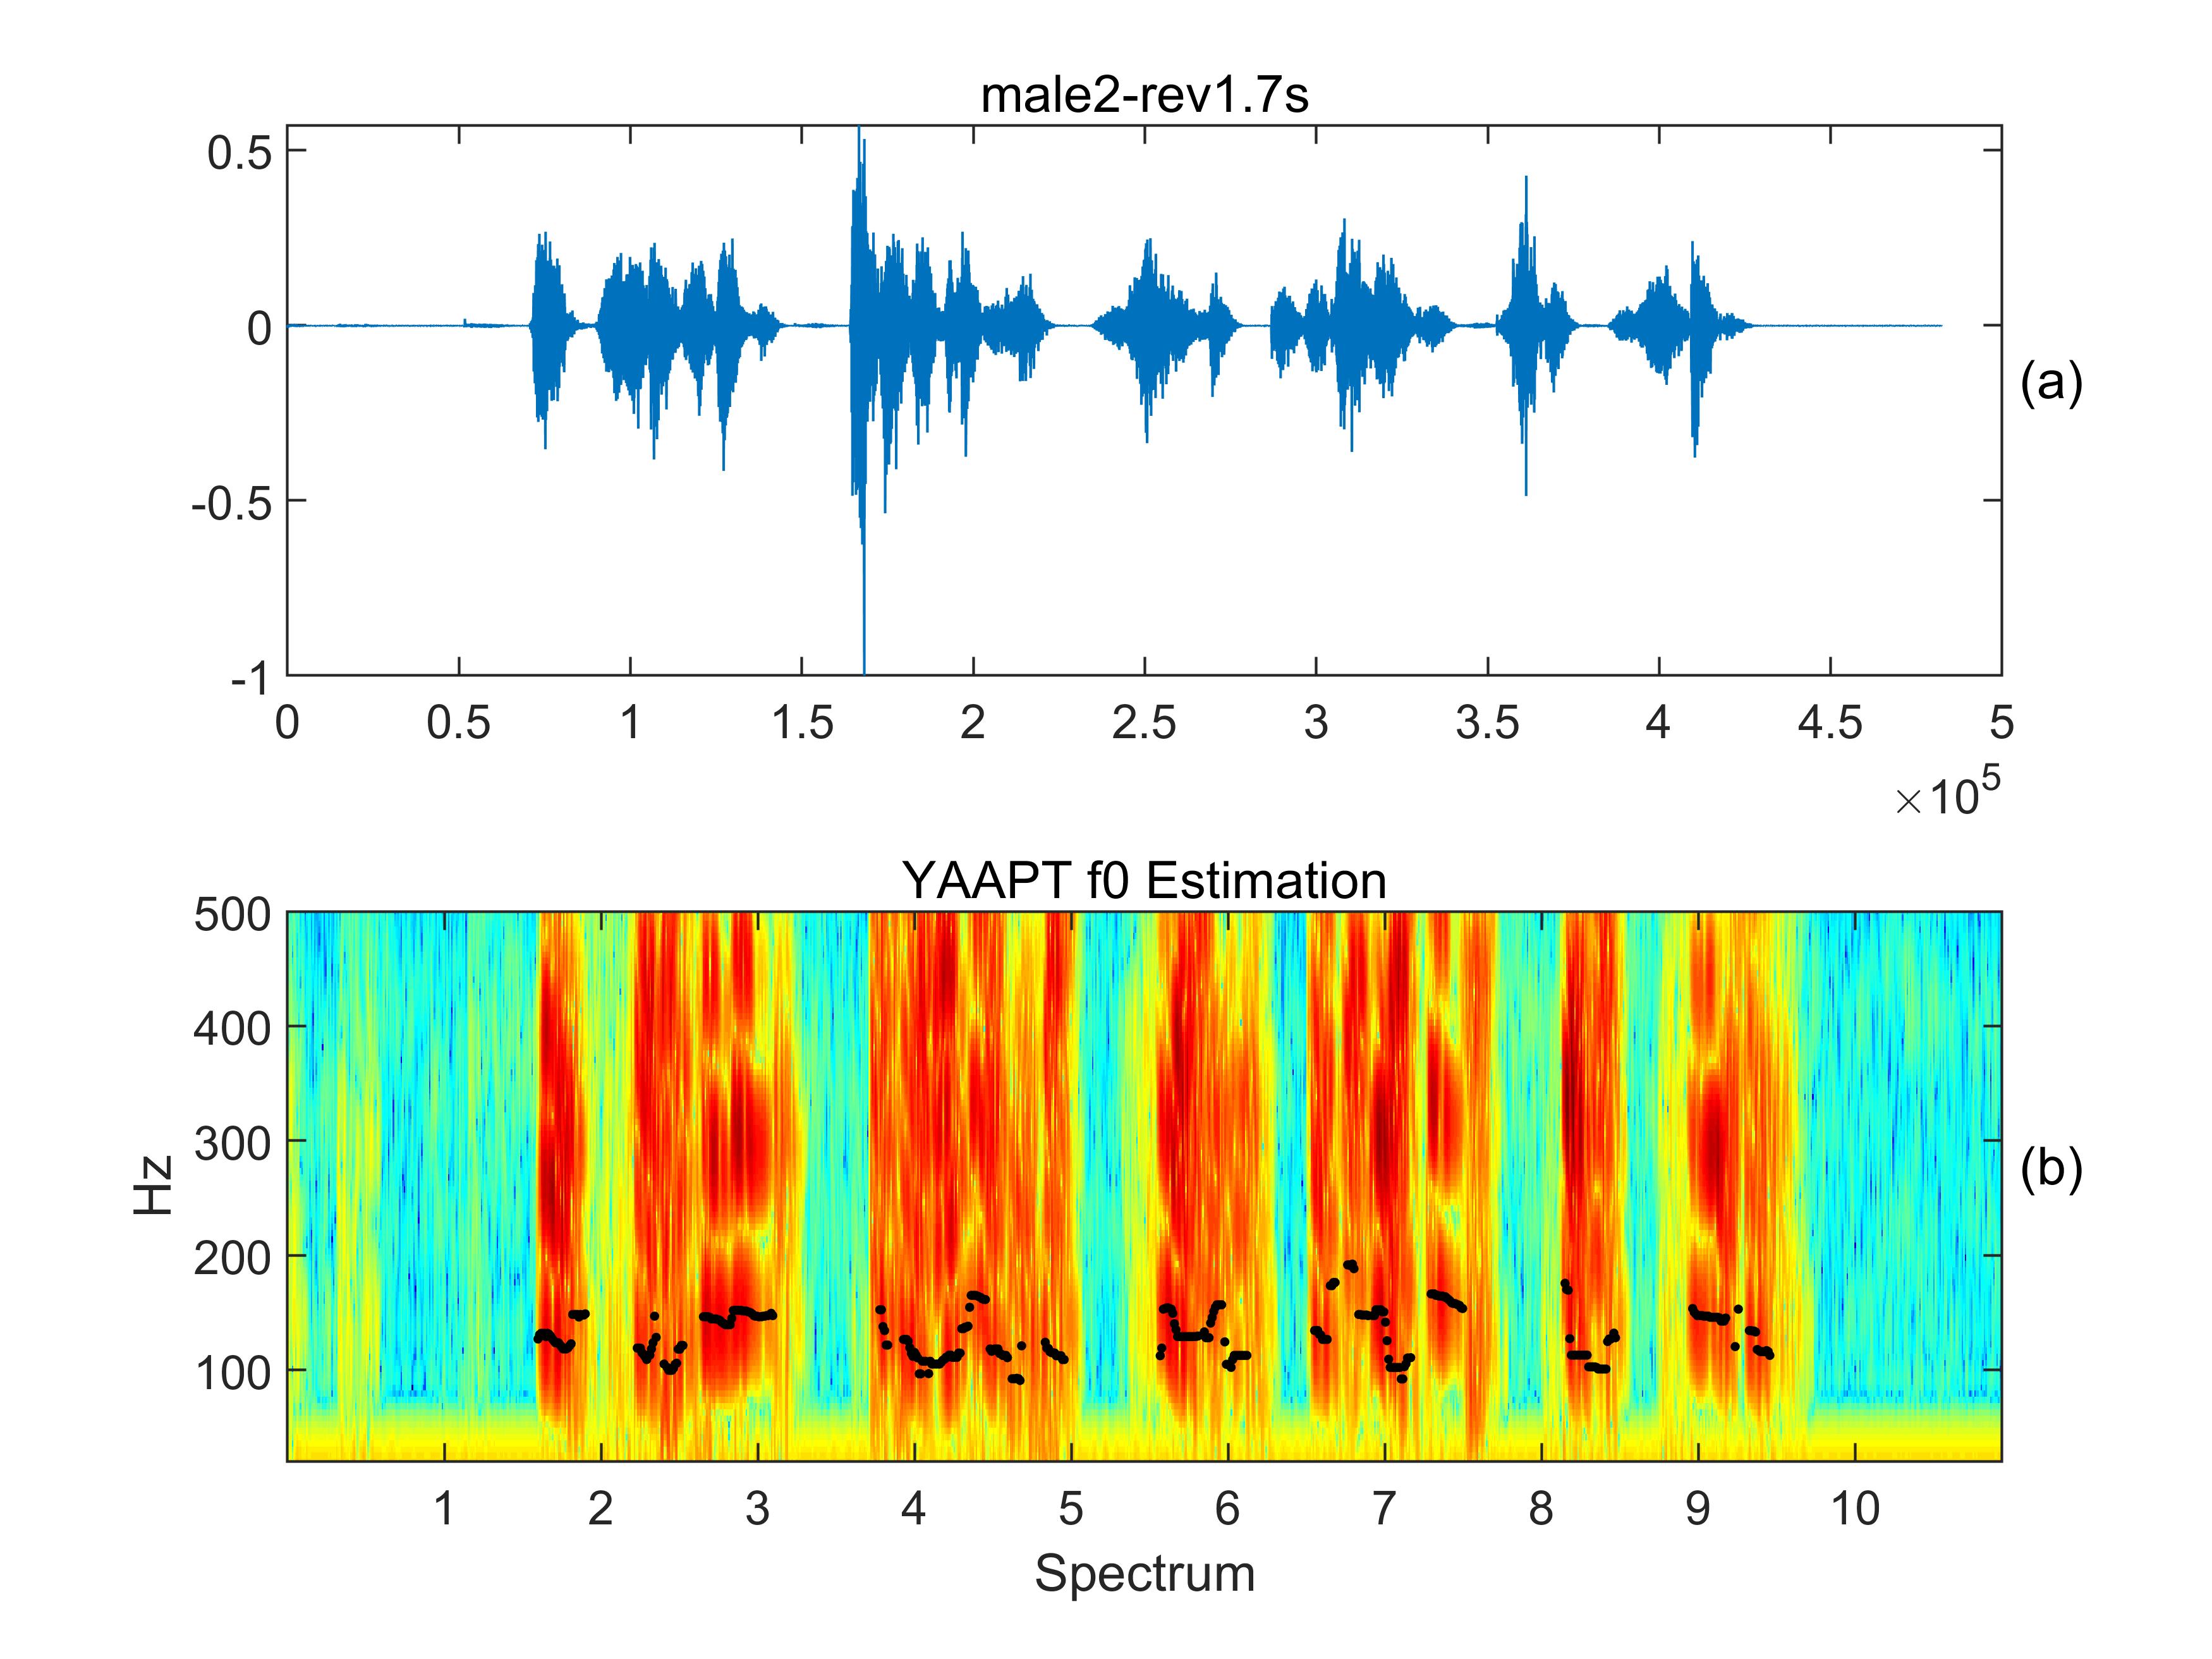 male2-rev1.7s
0.5
0
-0.5
-1
(a)
0 0.5 1 1.5 2 2.5 3 3.5 4 4.5 5
×10⁵
YAAPT f0 Estimation
500
400
300
200
100
Hz
(b)
1 2 3 4 5 6 7 8 9 10
Spectrum